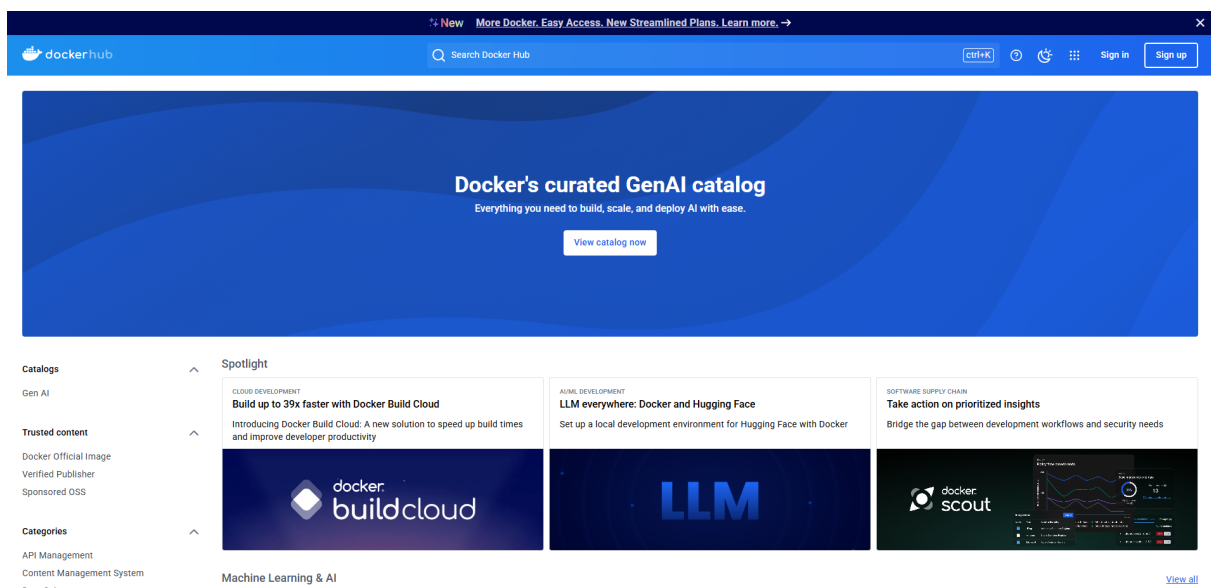 New More Docker. Easy Access. New Streamlined Plans. Learn more. →
dockerhub
Search Docker Hub
ctrl+K
Sign in
Sign up
Docker's curated GenAI catalog
Everything you need to build, scale, and deploy AI with ease.
View catalog now
Catalogs
Gen AI
Trusted content
Docker Official Image
Verified Publisher
Sponsored OSS
Categories
API Management
Content Management System
Spotlight
CLOUD DEVELOPMENT
Build up to 39x faster with Docker Build Cloud
Introducing Docker Build Cloud: A new solution to speed up build times
and improve developer productivity
docker
buildcloud
AI/ML DEVELOPMENT
LLM everywhere: Docker and Hugging Face
Set up a local development environment for Hugging Face with Docker
LLM
SOFTWARE SUPPLY CHAIN
Take action on prioritized insights
Bridge the gap between development workflows and security needs
docker
scout
Machine Learning & AI
View all